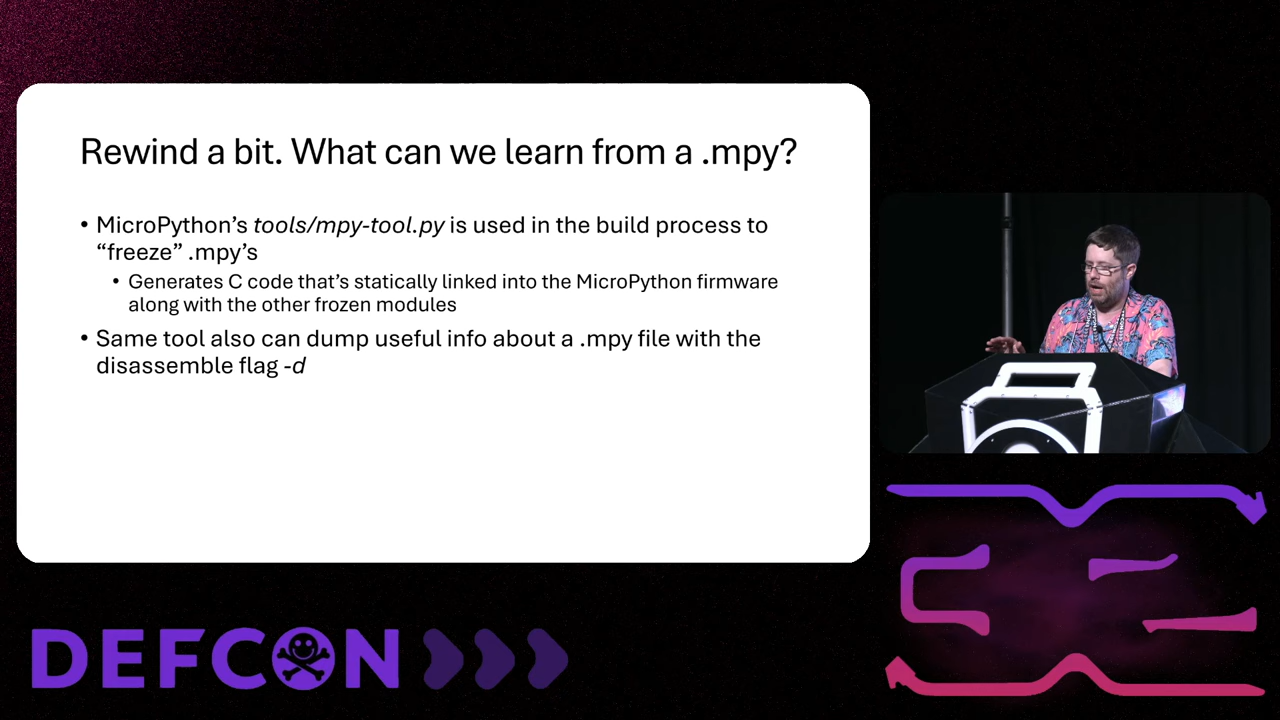 Rewind a bit. What can we learn from a .mpy?
• MicroPython’s tools/mpy-tool.py is used in the build process to
“freeze” .mpy’s
• Generates C code that’s statically linked into the MicroPython firmware
along with the other frozen modules
• Same tool also can dump useful info about a .mpy file with the
disassemble flag -d
DEFCON